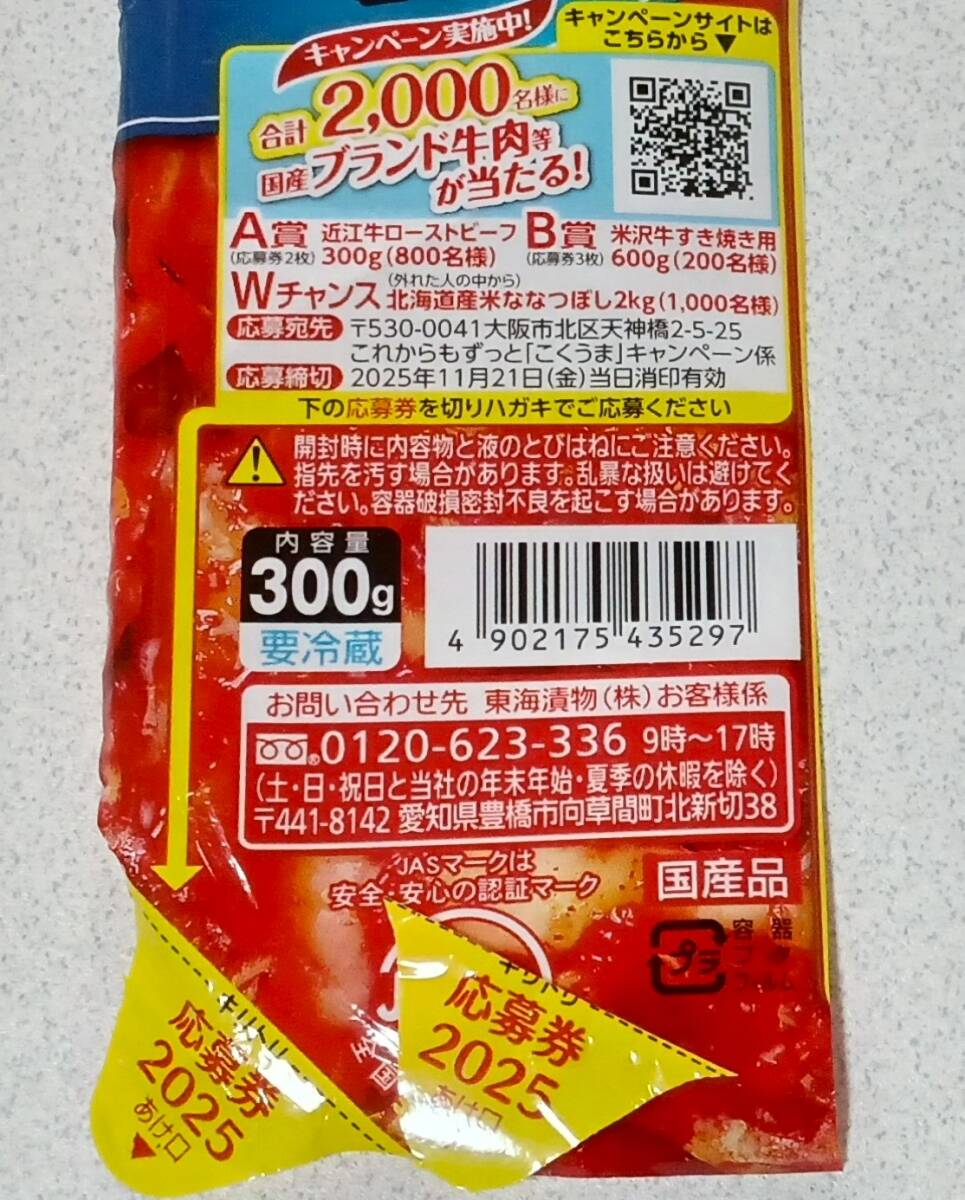 キャンペーン実施中!
キャンペーンサイトは
こちらから▼
合計2,000名様に
国産ブランド牛肉等
が当たる!
A賞 近江牛ローストビーフ
(応募券2枚) 300g(800名様)
B賞 米沢牛すき焼き用
(応募券3枚) 600g(200名様)
Wチャンス (外れた人の中から)
北海道産米ななつぼし2kg(1,000名様)
応募宛先 〒530-0041大阪市北区天神橋2-5-25
これからもずっと「こくうま」キャンペーン係
応募締切 2025年11月21日(金)当日消印有効
下の応募券を切りハガキでご応募ください
開封時に内容物と液のとびはねにご注意ください。
指先を汚す場合があります。乱暴な扱いは避けてく
ださい。容器破損密封不良を起こす場合があります。
内容量
300g
要冷蔵
4 902175 435297
お問い合わせ先 東海漬物(株)お客様係
0120-623-336 9時〜17時
(土・日・祝日と当社の年末年始・夏季の休暇を除く)
〒441-8142 愛知県豊橋市向草間町北新切38
JASマークは
安全・安心の認証マーク
国産品
プラ
容器
キリトリ
応募券
2025
あけ口
キリトリ
応募券
2025
あけ口